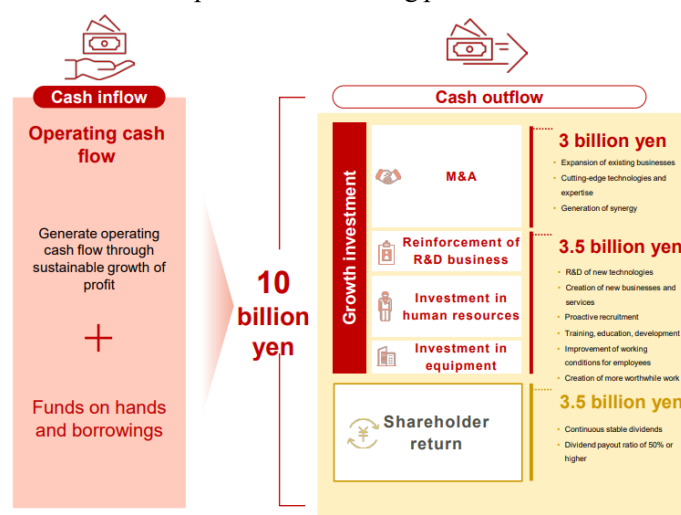 Cash inflow
Operating cash
flow
Generate operating
cash flow through
sustainable growth of
profit
+
Funds on hands
and borrowings
10
billion
yen
Cash outflow
Growth investment
M&A
3 billion yen
• Expansion of existing businesses
• Cutting-edge technologies and
expertise
• Generation of synergy
Reinforcement of
R&D business
Investment in
human resources
Investment in
equipment
3.5 billion yen
• R&D of new technologies
• Creation of new businesses and
services
• Proactive recruitment
• Training, education, development
• Improvement of working
conditions for employees
• Creation of more worthwhile work
¥
Shareholder
return
3.5 billion yen
• Continuous stable dividends
• Dividend payout ratio of 50% or
higher